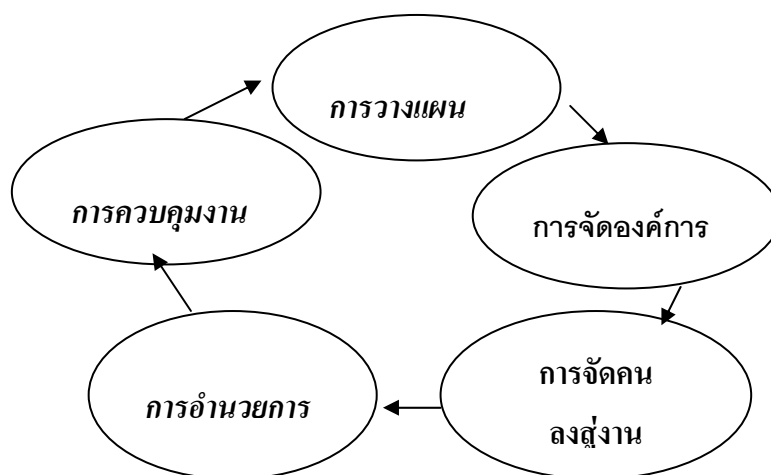 การวางแผน
การจัดองค์การ
การจัดคน
ลงสู่งาน
การอำนวยการ
การควบคุมงาน